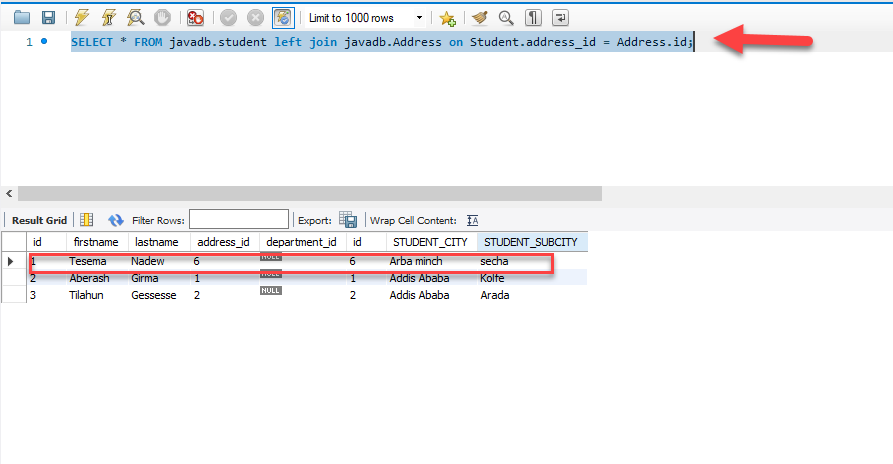 Limit to 1000 rows
1 SELECT * FROM javadb.student left join javadb.Address on Student.address_id = Address.id;
Result Grid Filter Rows: Export: Wrap Cell Content:
id firstname lastname address_id department_id id STUDENT_CITY STUDENT_SUBCITY
1 Tesema Nadew 6 NULL 6 Arba minch secha
2 Aberash Girma 1 NULL 1 Addis Ababa Kolfe
3 Tilahun Gessesse 2 NULL 2 Addis Ababa Arada